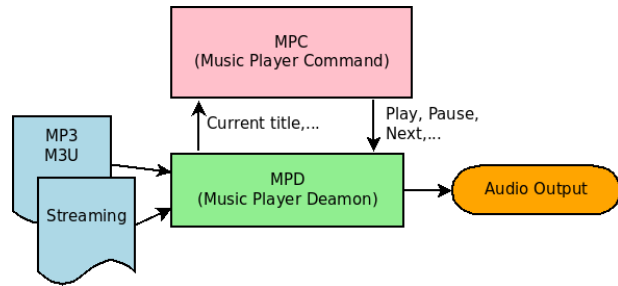 MPC
(Music Player Command)
Current title,...
Play, Pause,
Next,...
MP3
M3U
Streaming
MPD
(Music Player Deamon)
Audio Output